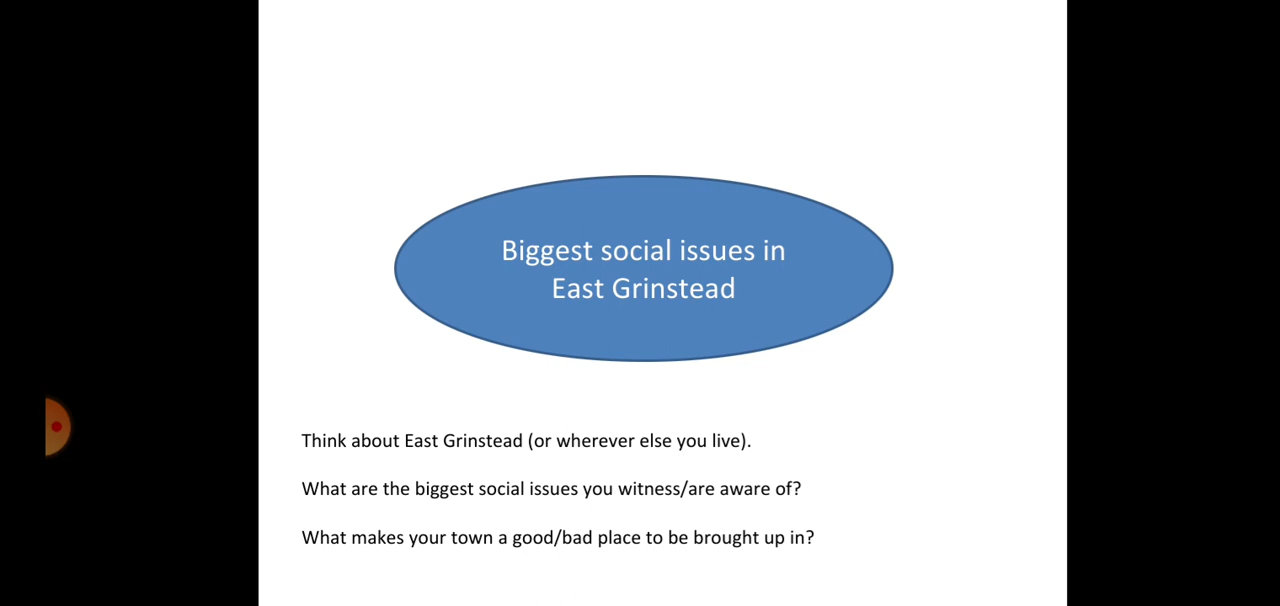 Biggest social issues in
East Grinstead
Think about East Grinstead (or wherever else you live).
What are the biggest social issues you witness/are aware of?
What makes your town a good/bad place to be brought up in?